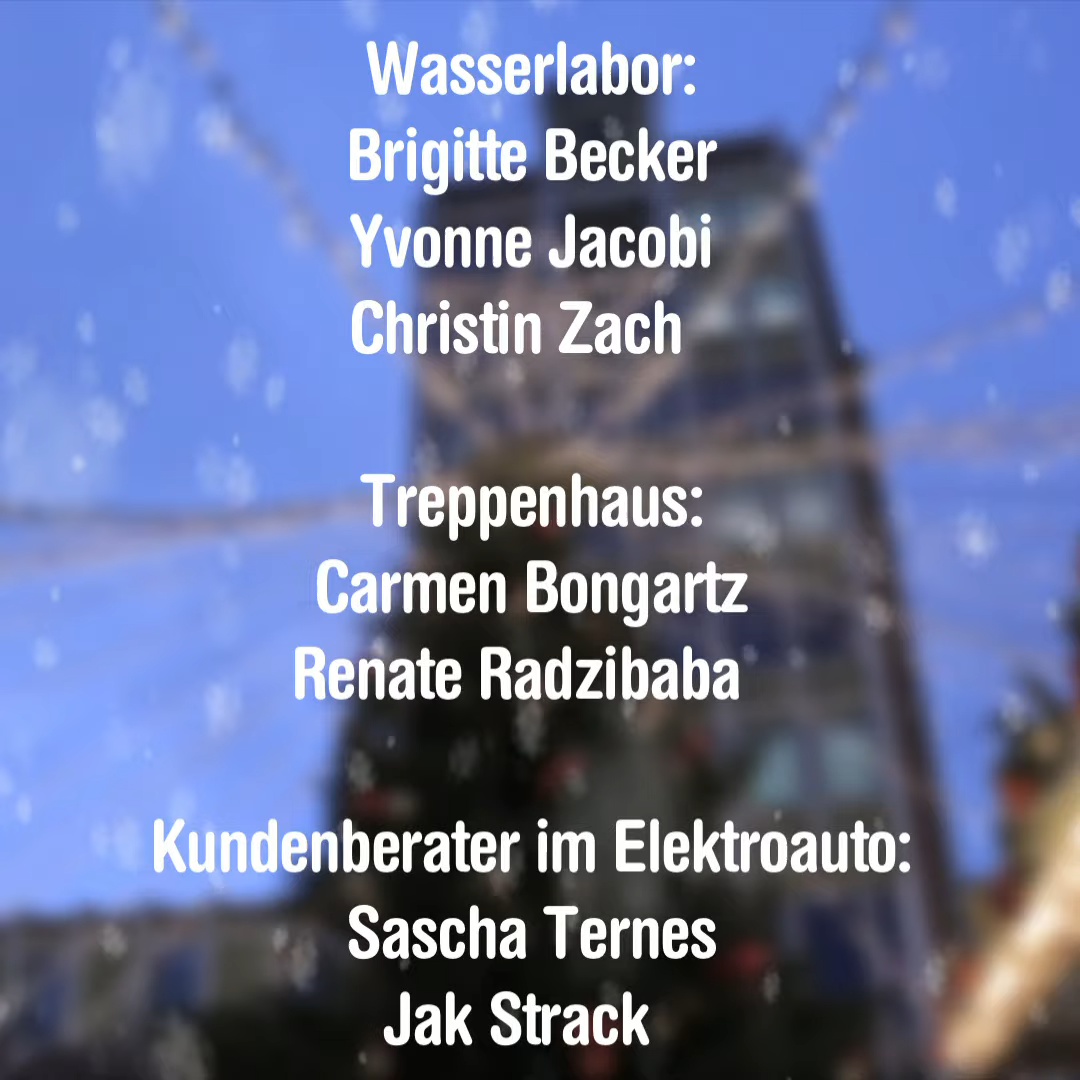 Wasserlabor:
Brigitte Becker
Yvonne Jacobi
Christin Zach
Treppenhaus:
Carmen Bongartz
Renate Radzibaba
Kundenberater im Elektroauto:
Sascha Ternes
Jak Strack